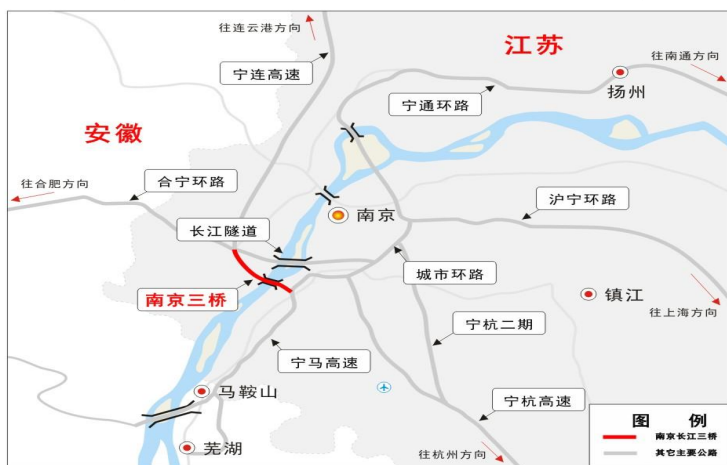 往连云港方向
江苏
往南通方向
宁连高速
扬州
宁通环路
安徽
往合肥方向
合宁环路
沪宁环路
南京
长江隧道
城市环路
南京三桥
镇江
往上海方向
宁杭二期
宁马高速
马鞍山
宁杭高速
芜湖
往杭州方向
图 例
南京长江三桥
其它主要公路